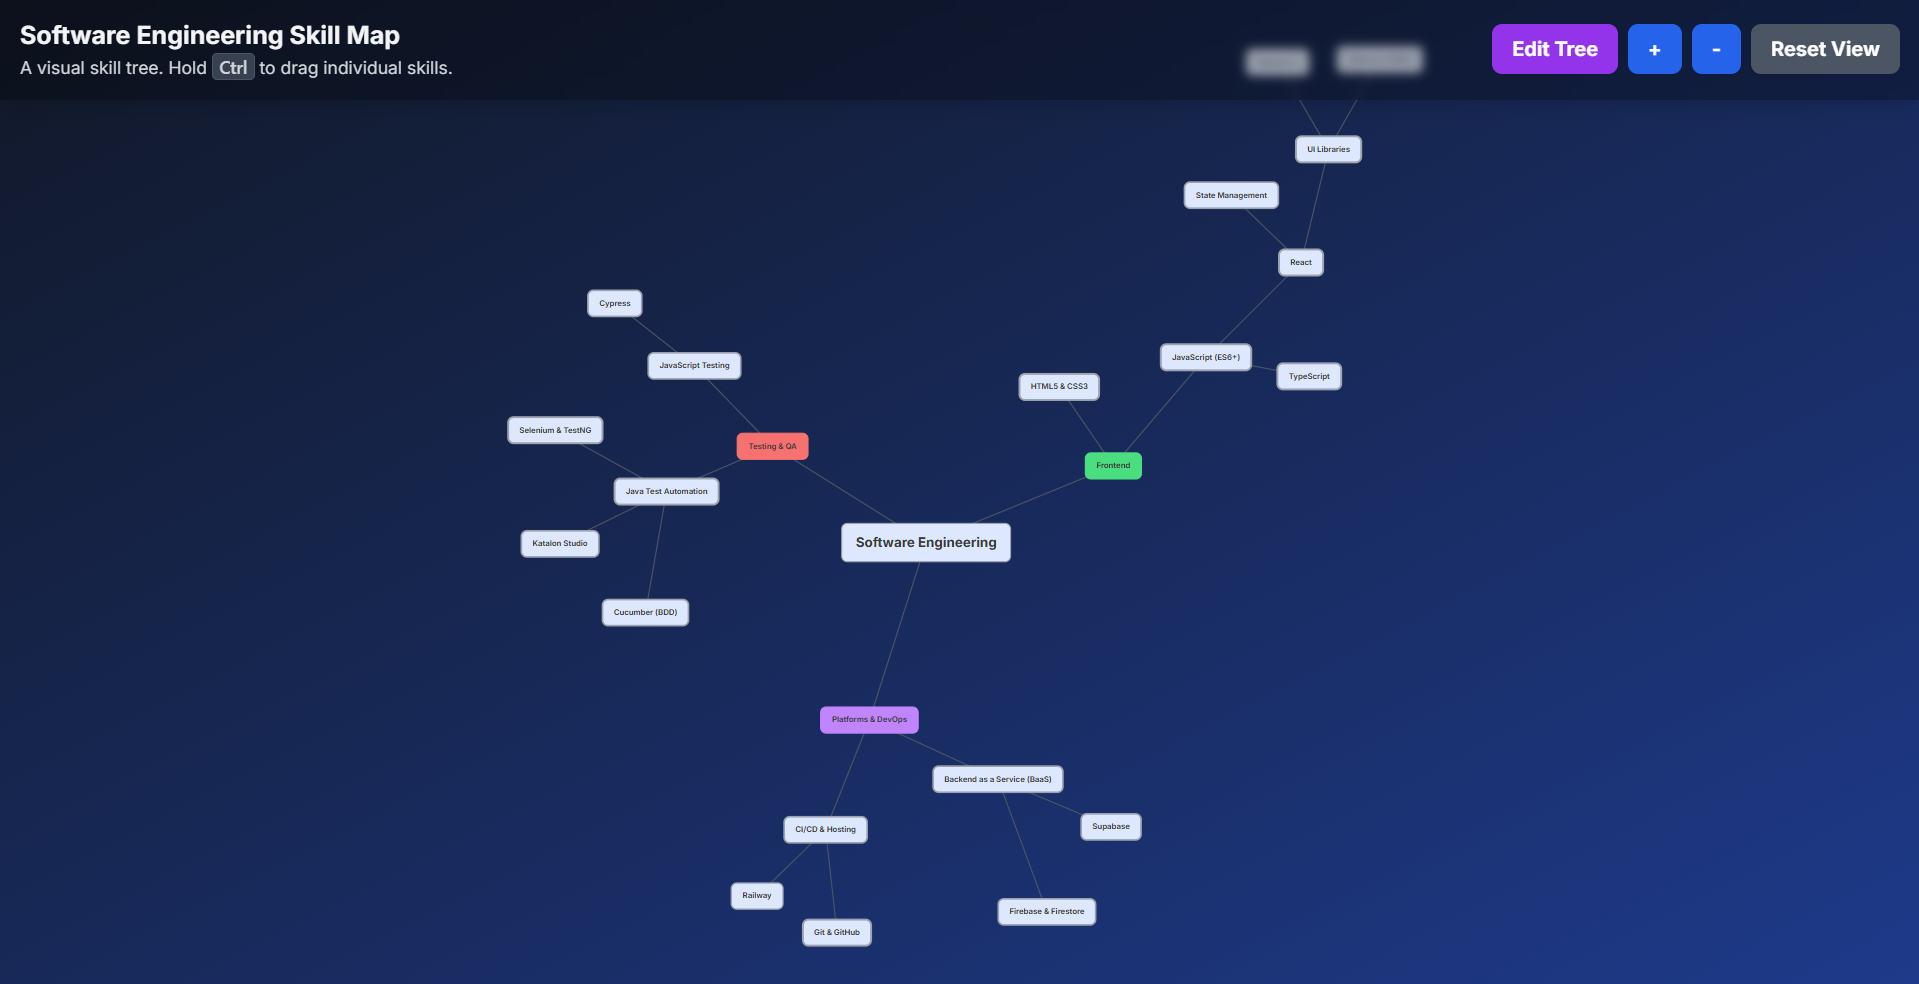 Software Engineering Skill Map
A visual skill tree. Hold Ctrl to drag individual skills.
Edit Tree
+
-
Reset View
UI Libraries
State Management
React
Cypress
JavaScript (ES6+)
JavaScript Testing
TypeScript
HTML5 & CSS3
Selenium & TestNG
Testing & QA
Frontend
Java Test Automation
Katalon Studio
Software Engineering
Cucumber (BDD)
Platforms & DevOps
Backend as a Service (BaaS)
CI/CD & Hosting
Supabase
Railway
Firebase & Firestore
Git & GitHub